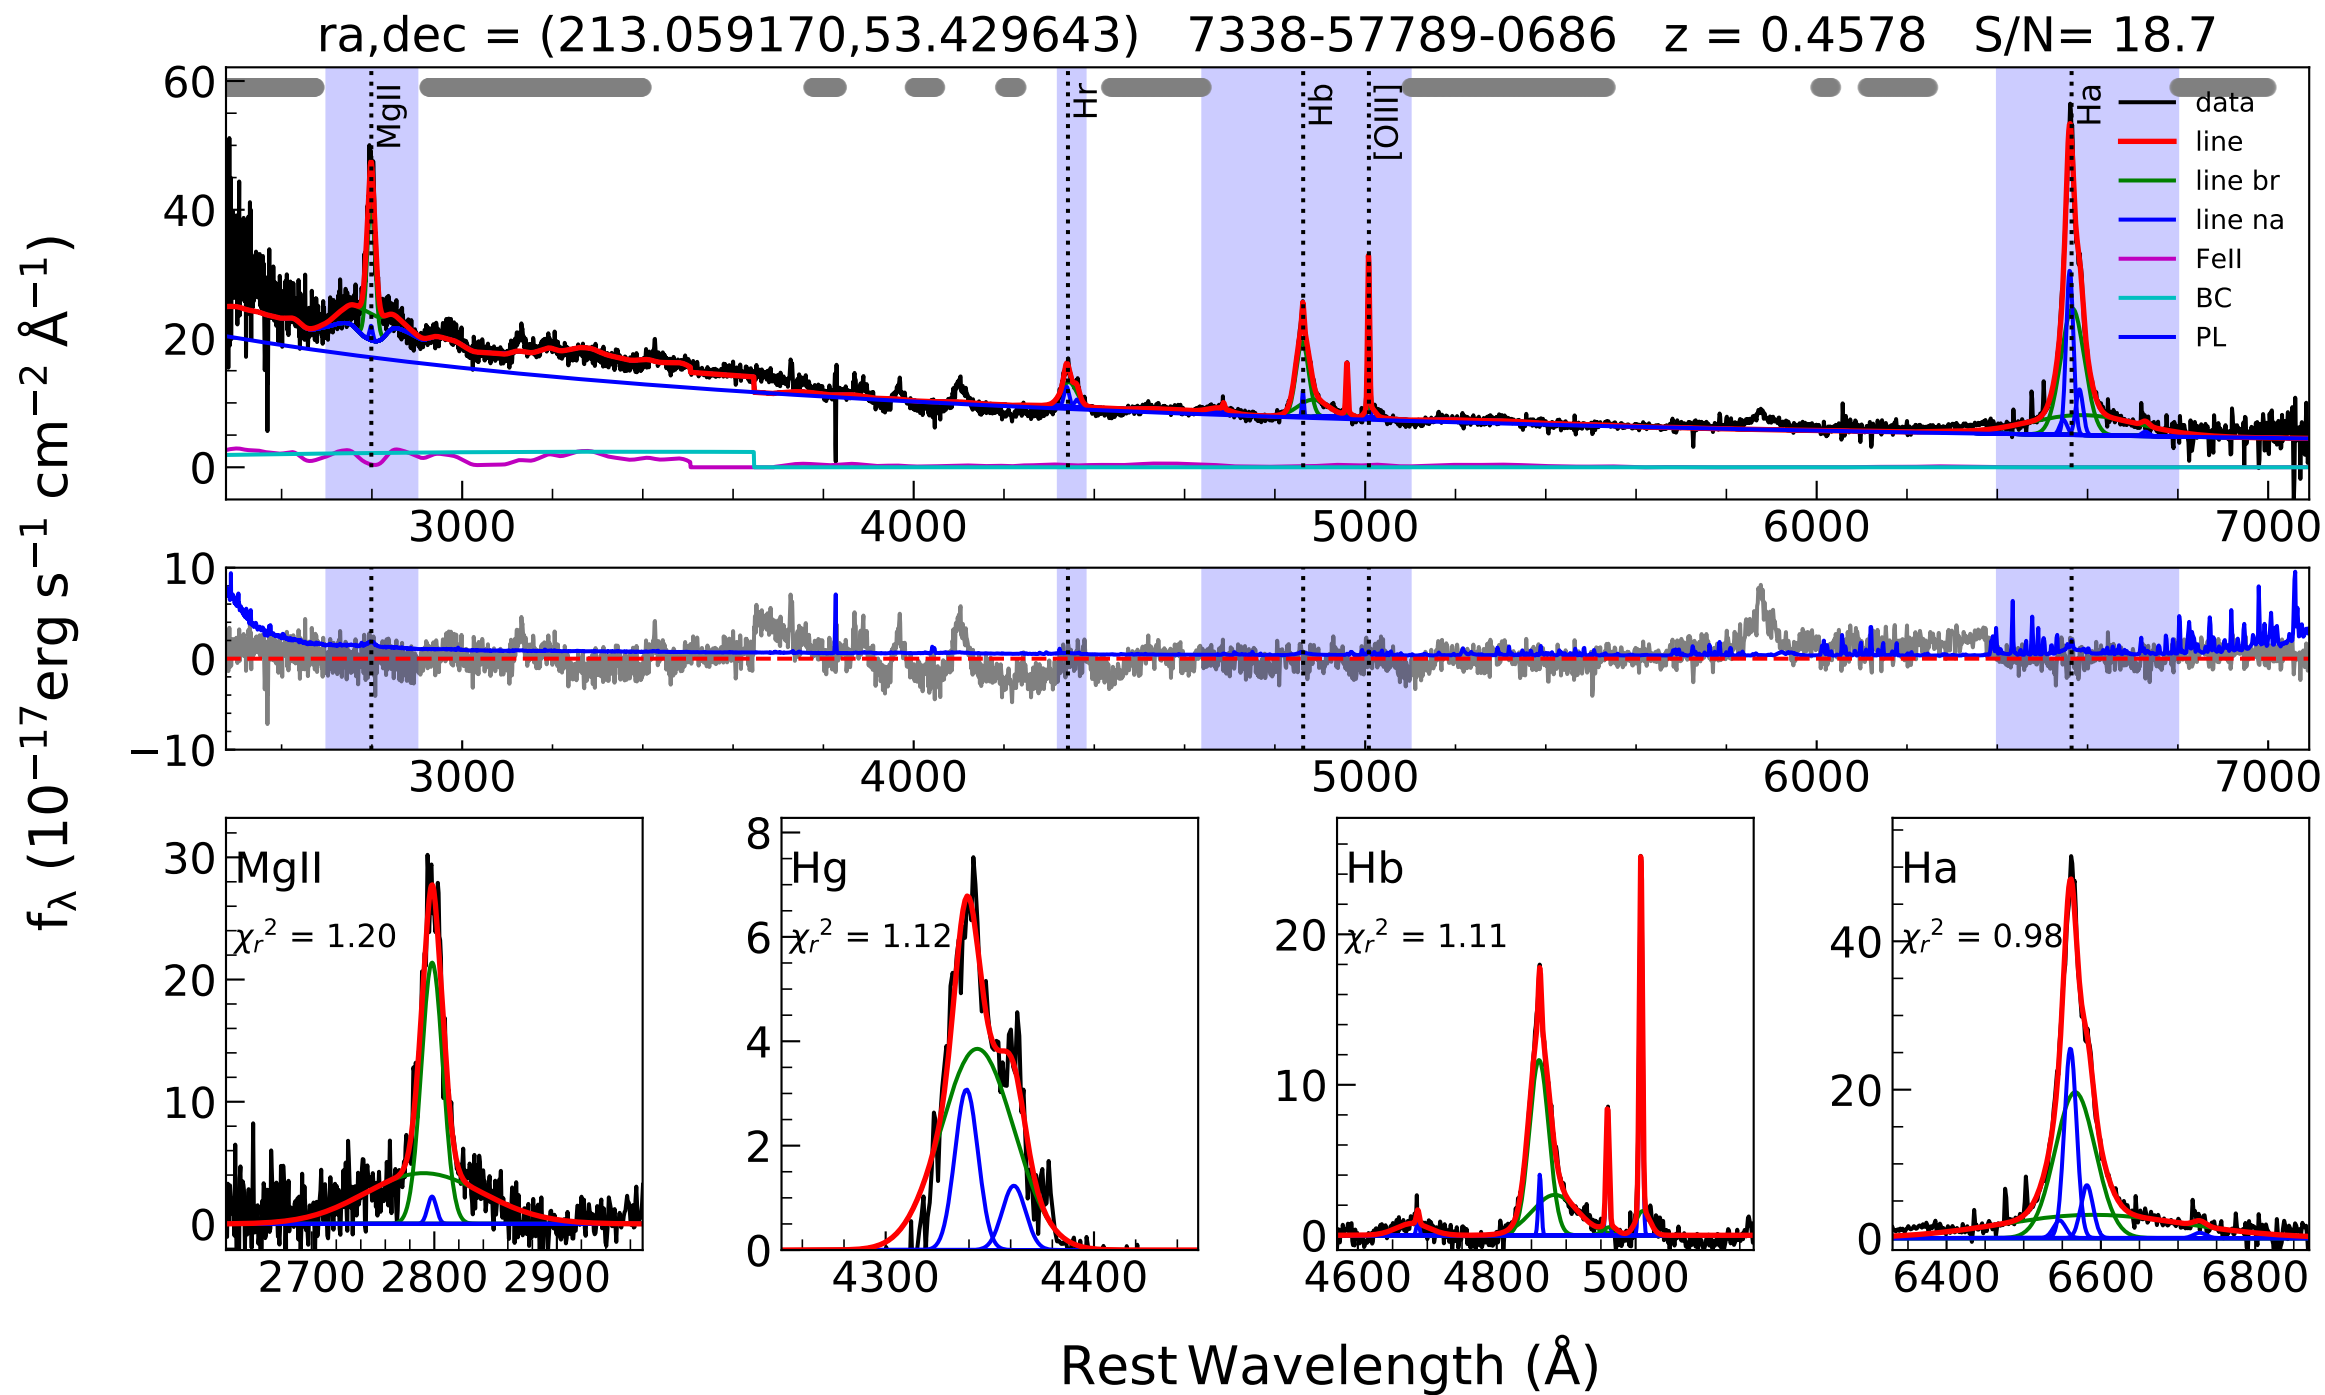 ra,dec = (213.059170,53.429643) 7338-57789-0686 z = 0.4578 S/N= 18.7
fλ (10⁻¹⁷erg s⁻¹ cm⁻² Å⁻¹)
60
40
20
0
MgII
Hr
Hb
[OIII]
Ha
data
line
line br
line na
FeII
BC
PL
3000 4000 5000 6000 7000
10
0
−10
3000 4000 5000 6000 7000
30
20
10
0
MgII
χᵣ² = 1.20
2700 2800 2900
8
6
4
2
0
Hg
χᵣ² = 1.12
4300 4400
20
10
0
Hb
χᵣ² = 1.11
4600 4800 5000
40
20
0
Ha
χᵣ² = 0.98
6400 6600 6800
Rest Wavelength (Å)